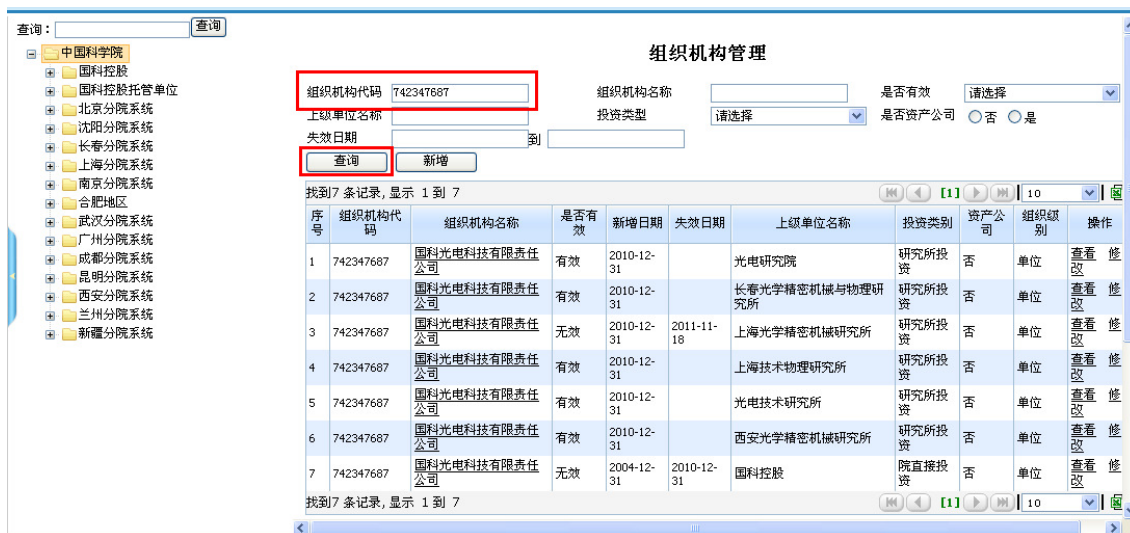 查询：
查询
中国科学院
国科控股
国科控股托管单位
北京分院系统
沈阳分院系统
长春分院系统
上海分院系统
南京分院系统
合肥地区
武汉分院系统
广州分院系统
成都分院系统
昆明分院系统
西安分院系统
兰州分院系统
新疆分院系统
组织机构管理
组织机构代码 742347687 组织机构名称 是否有效 请选择
上级单位名称 投资类型 请选择 是否资产公司 否 是
失效日期 到
查询 新增
找到7 条记录,显示 1 到 7 [1] 10
序号 组织机构代码 组织机构名称 是否有效 新增日期 失效日期 上级单位名称 投资类别 资产公司 组织级别 操作
1 742347687 国科光电科技有限责任公司 有效 2010-12-31 光电研究院 研究所投资 否 单位 查看 修改
2 742347687 国科光电科技有限责任公司 有效 2010-12-31 长春光学精密机械与物理研究所 研究所投资 否 单位 查看 修改
3 742347687 国科光电科技有限责任公司 无效 2010-12-31 2011-11-18 上海光学精密机械研究所 研究所投资 否 单位 查看 修改
4 742347687 国科光电科技有限责任公司 有效 2010-12-31 上海技术物理研究所 研究所投资 否 单位 查看 修改
5 742347687 国科光电科技有限责任公司 有效 2010-12-31 光电技术研究所 研究所投资 否 单位 查看 修改
6 742347687 国科光电科技有限责任公司 有效 2010-12-31 西安光学精密机械研究所 研究所投资 否 单位 查看 修改
7 742347687 国科光电科技有限责任公司 无效 2004-12-31 2010-12-31 国科控股 院直接投资 否 单位 查看 修改
找到7 条记录,显示 1 到 7 [1] 10